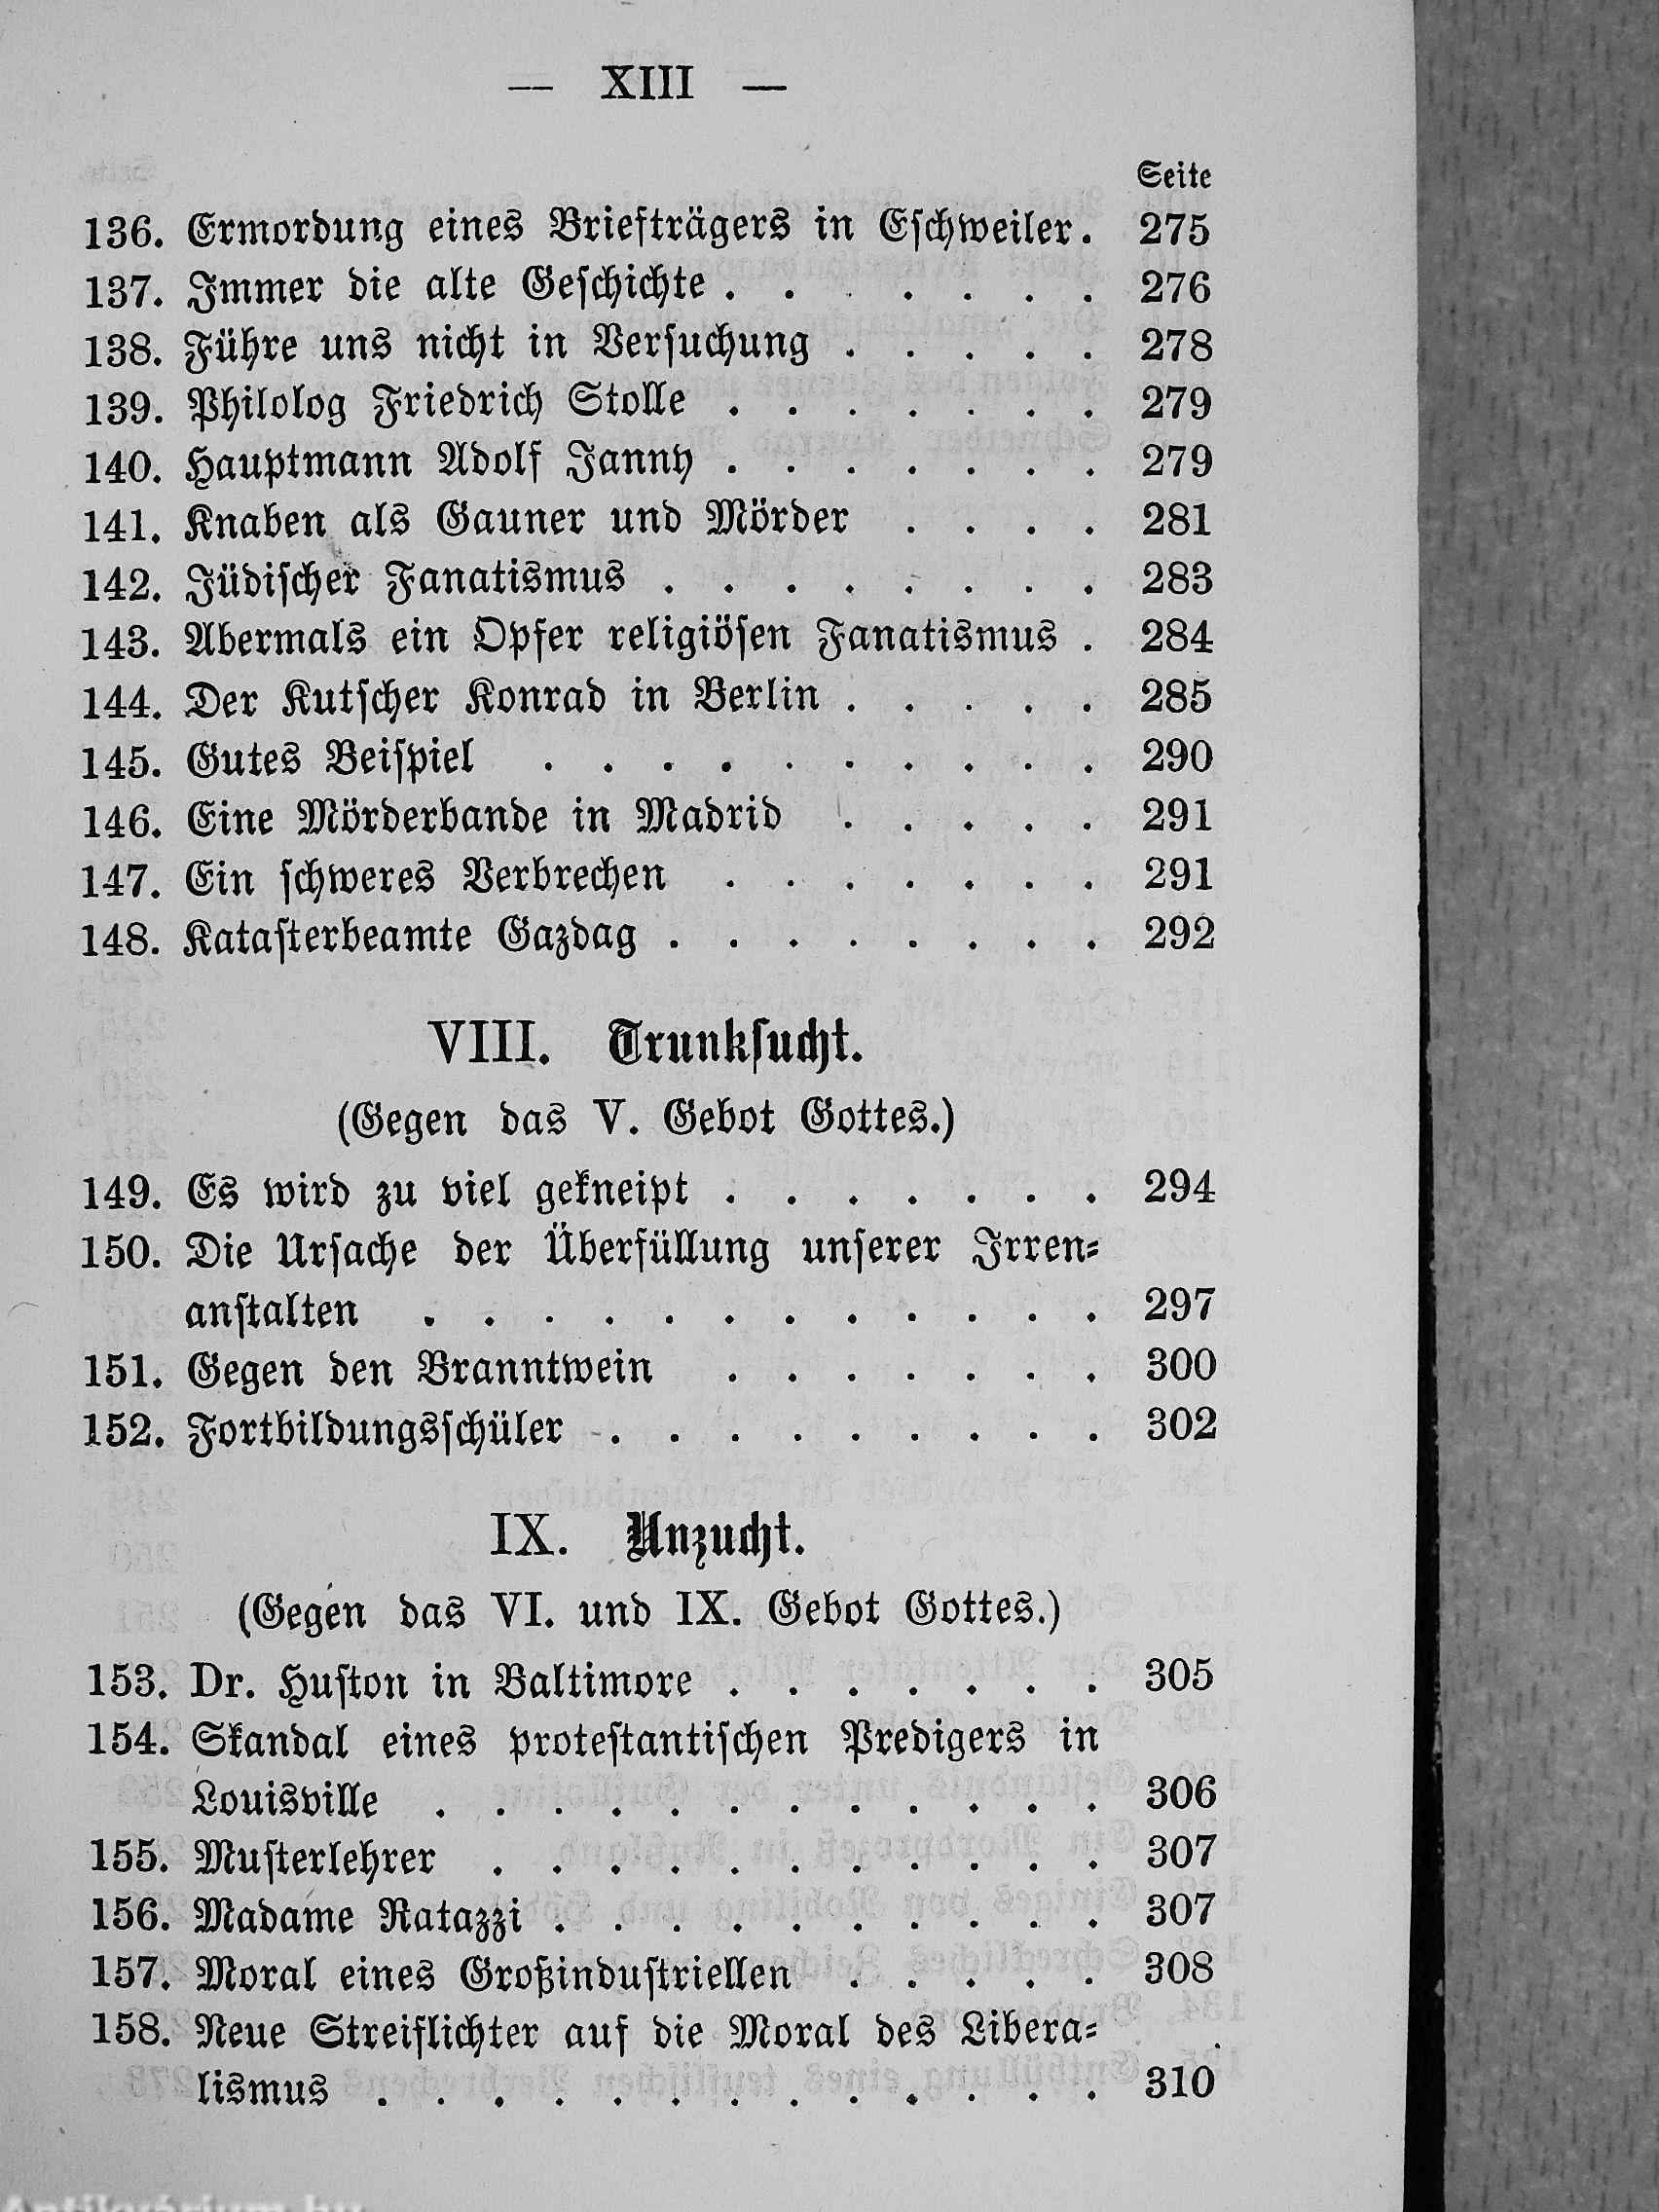 — XIII —
Seite
136. Ermordung eines Briefträgers in Eschweiler. 275
137. Immer die alte Geschichte . . . . . . . 276
138. Führe uns nicht in Versuchung . . . . . 278
139. Philolog Friedrich Stolle . . . . . . . 279
140. Hauptmann Adolf Janny . . . . . . . 279
141. Knaben als Gauner und Mörder . . . . 281
142. Jüdischer Fanatismus . . . . . . . . 283
143. Abermals ein Opfer religiösen Fanatismus . 284
144. Der Kutscher Konrad in Berlin . . . . . 285
145. Gutes Beispiel . . . . . . . . . . 290
146. Eine Mörderbande in Madrid . . . . . 291
147. Ein schweres Verbrechen . . . . . . . 291
148. Katasterbeamte Gazdag . . . . . . . . 292
VIII. Trunksucht.
(Gegen das V. Gebot Gottes.)
149. Es wird zu viel gekneipt . . . . . . . 294
150. Die Ursache der Überfüllung unserer Irren-
anstalten . . . . . . . . . . . . 297
151. Gegen den Branntwein . . . . . . . 300
152. Fortbildungsschüler . . . . . . . . . 302
IX. Unzucht.
(Gegen das VI. und IX. Gebot Gottes.)
153. Dr. Huston in Baltimore . . . . . . . 305
154. Skandal eines protestantischen Predigers in
Louisville . . . . . . . . . . . . 306
155. Musterlehrer . . . . . . . . . . . 307
156. Madame Ratazzi . . . . . . . . . . 307
157. Moral eines Großindustriellen . . . . . 308
158. Neue Streiflichter auf die Moral des Libera-
lismus . . . . . . . . . . . . . 310
Antikvárium.hu